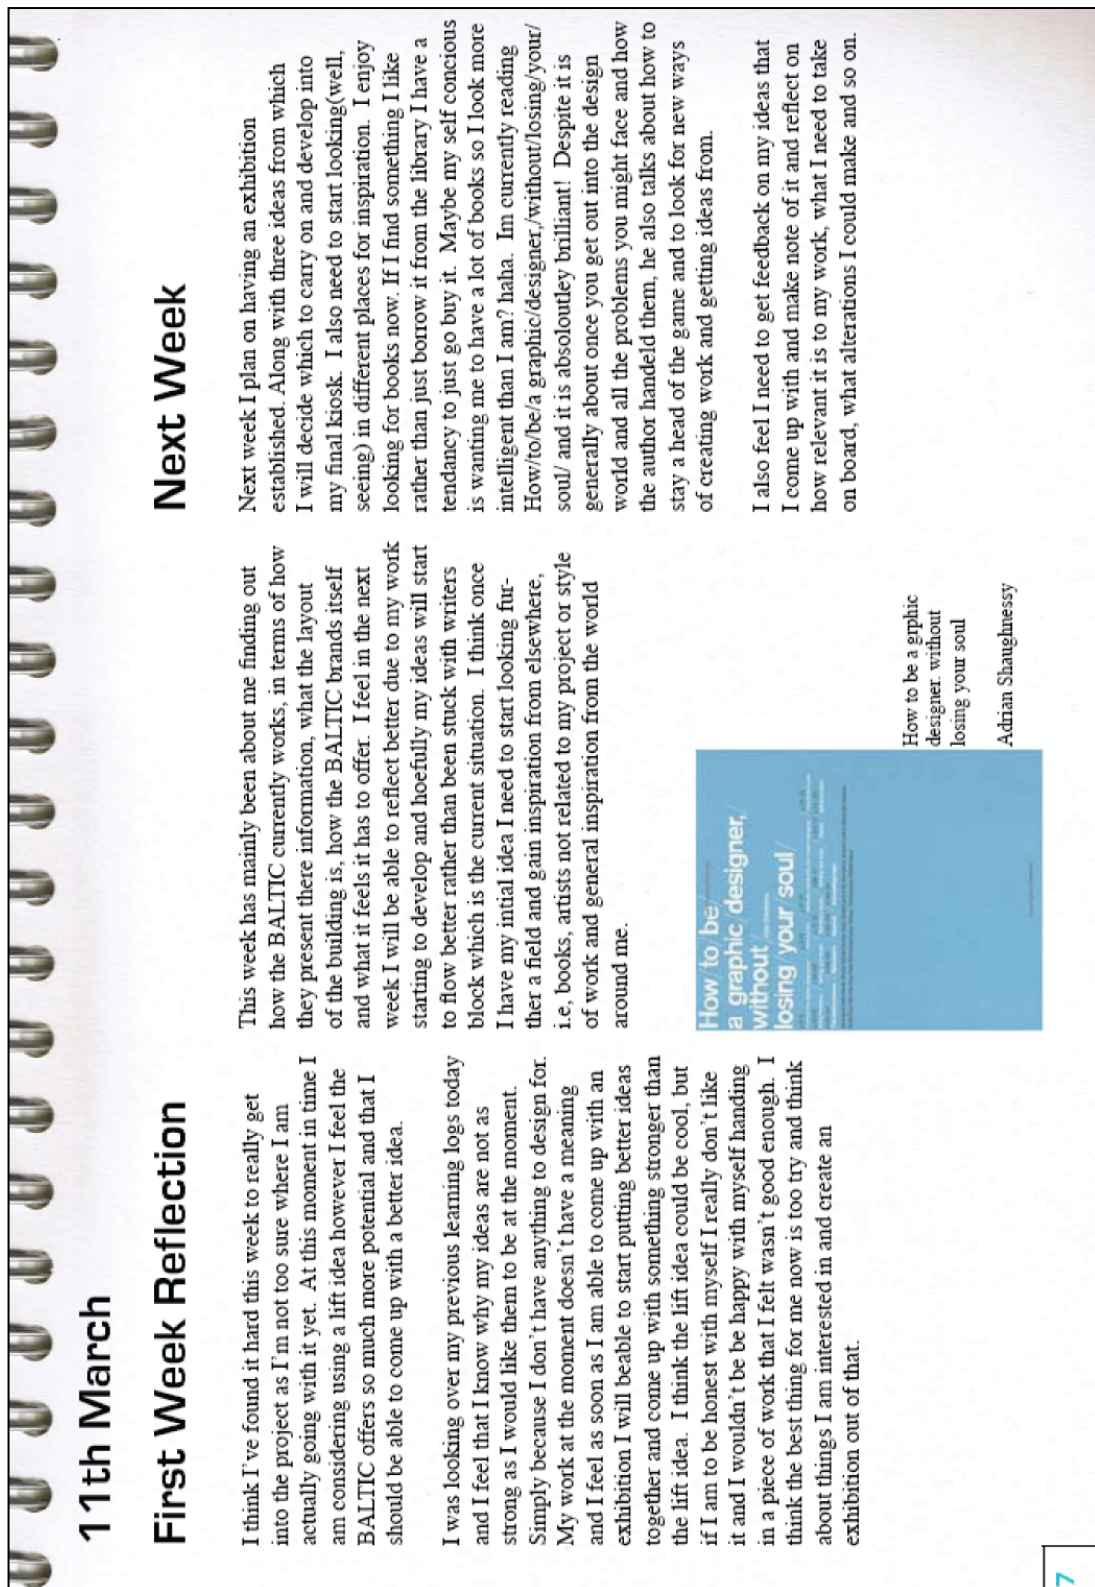 11th March
First Week Reflection
I think I've found it hard this week to really get
into the project as I'm not too sure where I am
actually going with it yet. At this moment in time I
am considering using a lift idea however I feel the
BALTIC offers so much more potential and that I
should be able to come up with a better idea.
I was looking over my previous learning logs today
and I feel that I know why my ideas are not as
strong as I would like them to be at the moment.
Simply because I don't have anything to design for.
My work at the moment doesn't have a meaning
and I feel as soon as I am able to come up with an
exhibition I will beable to start putting better ideas
together and come up with something stronger than
the lift idea. I think the lift idea could be cool, but
if I am to be honest with myself I really don't like
it and I wouldn't be be happy with myself handing
in a piece of work that I felt wasn't good enough. I
think the best thing for me now is too try and think
about things I am interested in and create an
exhibition out of that.
This week has mainly been about me finding out
how the BALTIC currently works, in terms of how
they present there information, what the layout
of the building is, how the BALTIC brands itself
and what it feels it has to offer. I feel in the next
week I will be able to reflect better due to my work
starting to develop and hoefully my ideas will start
to flow better rather than been stuck with writers
block which is the current situation. I think once
I have my intial idea I need to start looking fur-
ther a field and gain inspiration from elsewhere,
i.e, books, artists not related to my project or style
of work and general inspiration from the world
around me.
How/to/be/
a graphic/designer,/
without/
losing/your/soul/
How to be a grphic
designer. without
losing your soul
Adrian Shaughnessy
Next Week
Next week I plan on having an exhibition
established. Along with three ideas from which
I will decide which to carry on and develop into
my final kiosk. I also need to start looking(well,
seeing) in different places for inspiration. I enjoy
looking for books now. If I find something I like
rather than just borrow it from the library I have a
tendancy to just go buy it. Maybe my self concious
is wanting me to have a lot of books so I look more
intelligent than I am? haha. Im currently reading
How/to/be/a graphic/designer,/without/losing/your/
soul/ and it is absoloutley brilliant! Despite it is
generally about once you get out into the design
world and all the problems you might face and how
the author handeld them, he also talks about how to
stay a head of the game and to look for new ways
of creating work and getting ideas from.
I also feel I need to get feedback on my ideas that
I come up with and make note of it and reflect on
how relevant it is to my work, what I need to take
on board, what alterations I could make and so on.
7